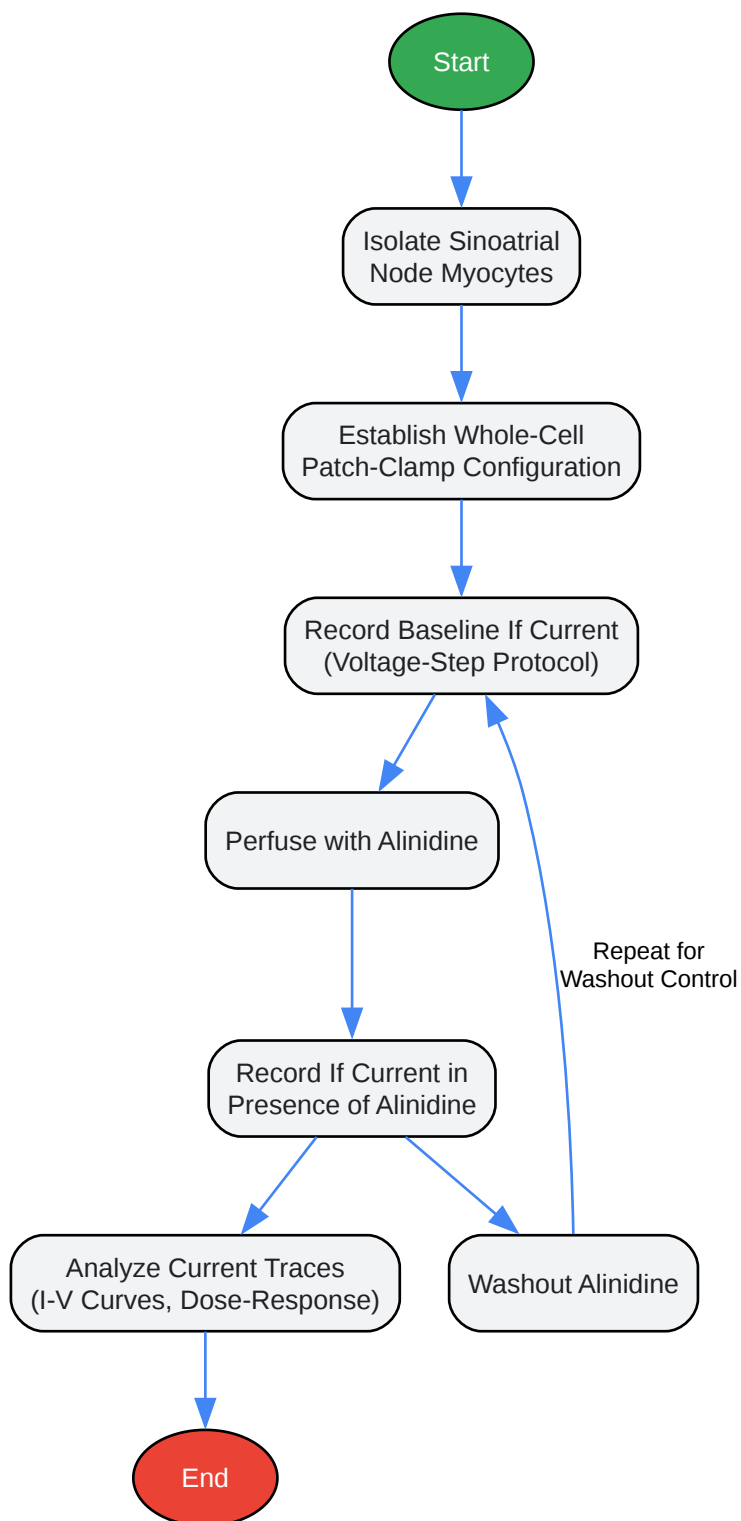 Start
Isolate Sinoatrial
Node Myocytes
Establish Whole-Cell
Patch-Clamp Configuration
Record Baseline If Current
(Voltage-Step Protocol)
Perfuse with Alinidine
Repeat for
Washout Control
Record If Current in
Presence of Alinidine
Analyze Current Traces
(I-V Curves, Dose-Response)
Washout Alinidine
End